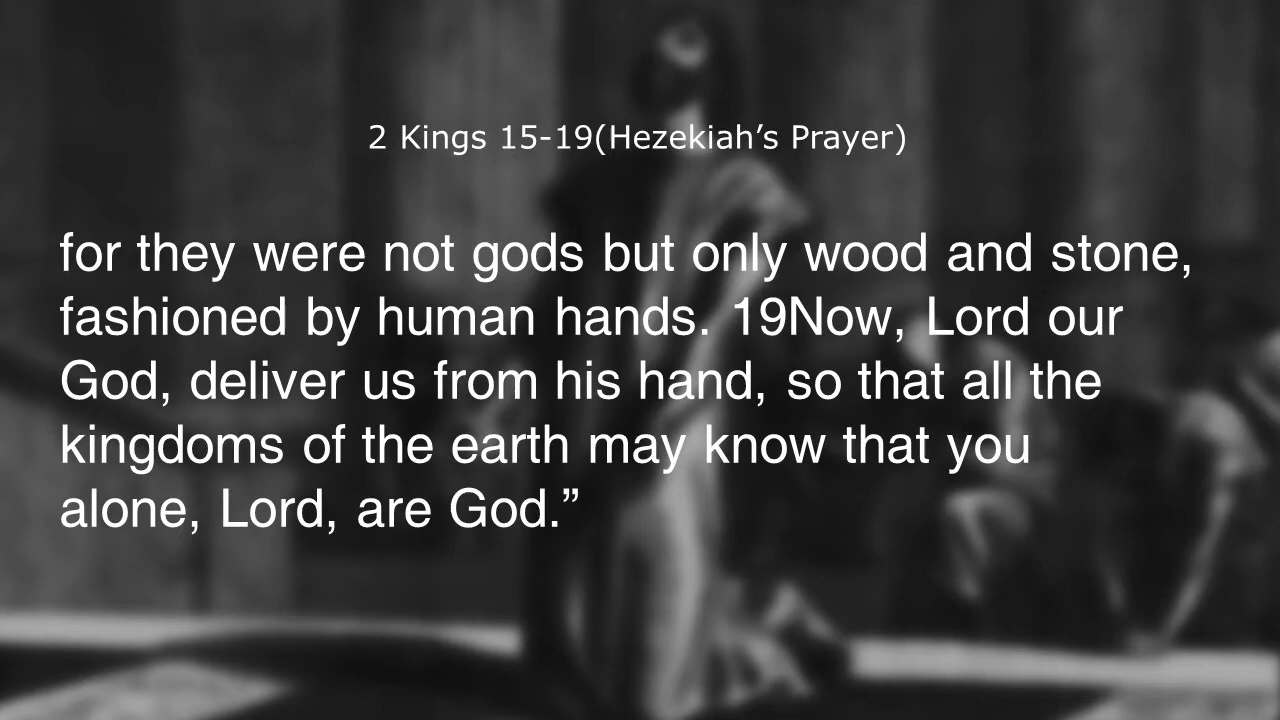 2 Kings 15-19(Hezekiah’s Prayer)
for they were not gods but only wood and stone,
fashioned by human hands. 19Now, Lord our
God, deliver us from his hand, so that all the
kingdoms of the earth may know that you
alone, Lord, are God.”